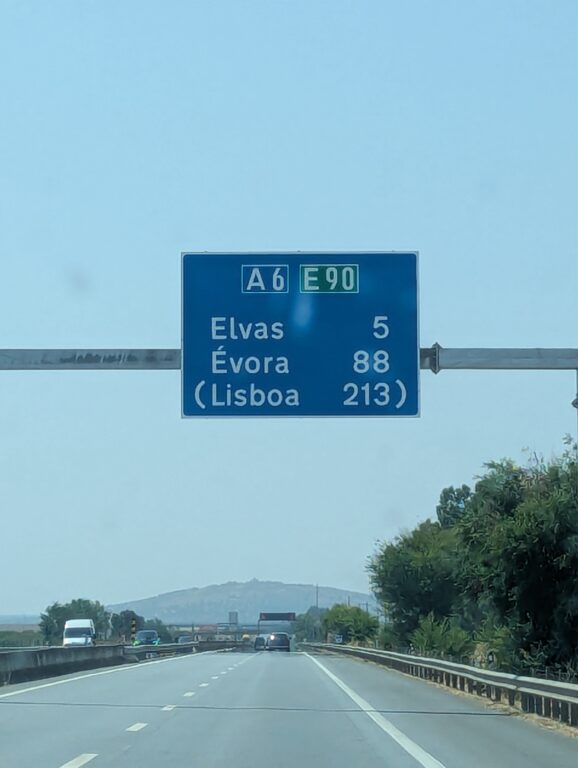 A6 E90
Elvas 5
Évora 88
(Lisboa 213)